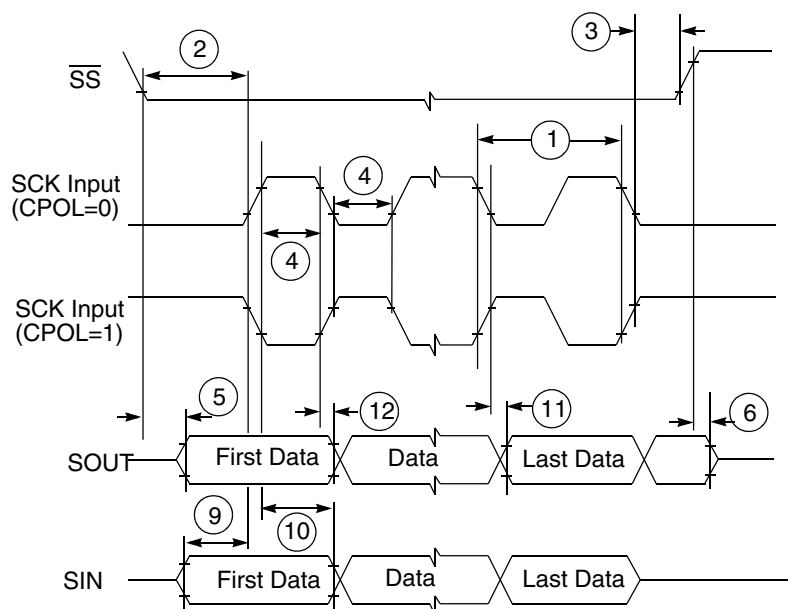 2
3
SS
1
SCK Input
(CPOL=0)
4
4
SCK Input
(CPOL=1)
5
12
11
6
SOUT
First Data
Data
Last Data
9
10
SIN
First Data
Data
Last Data